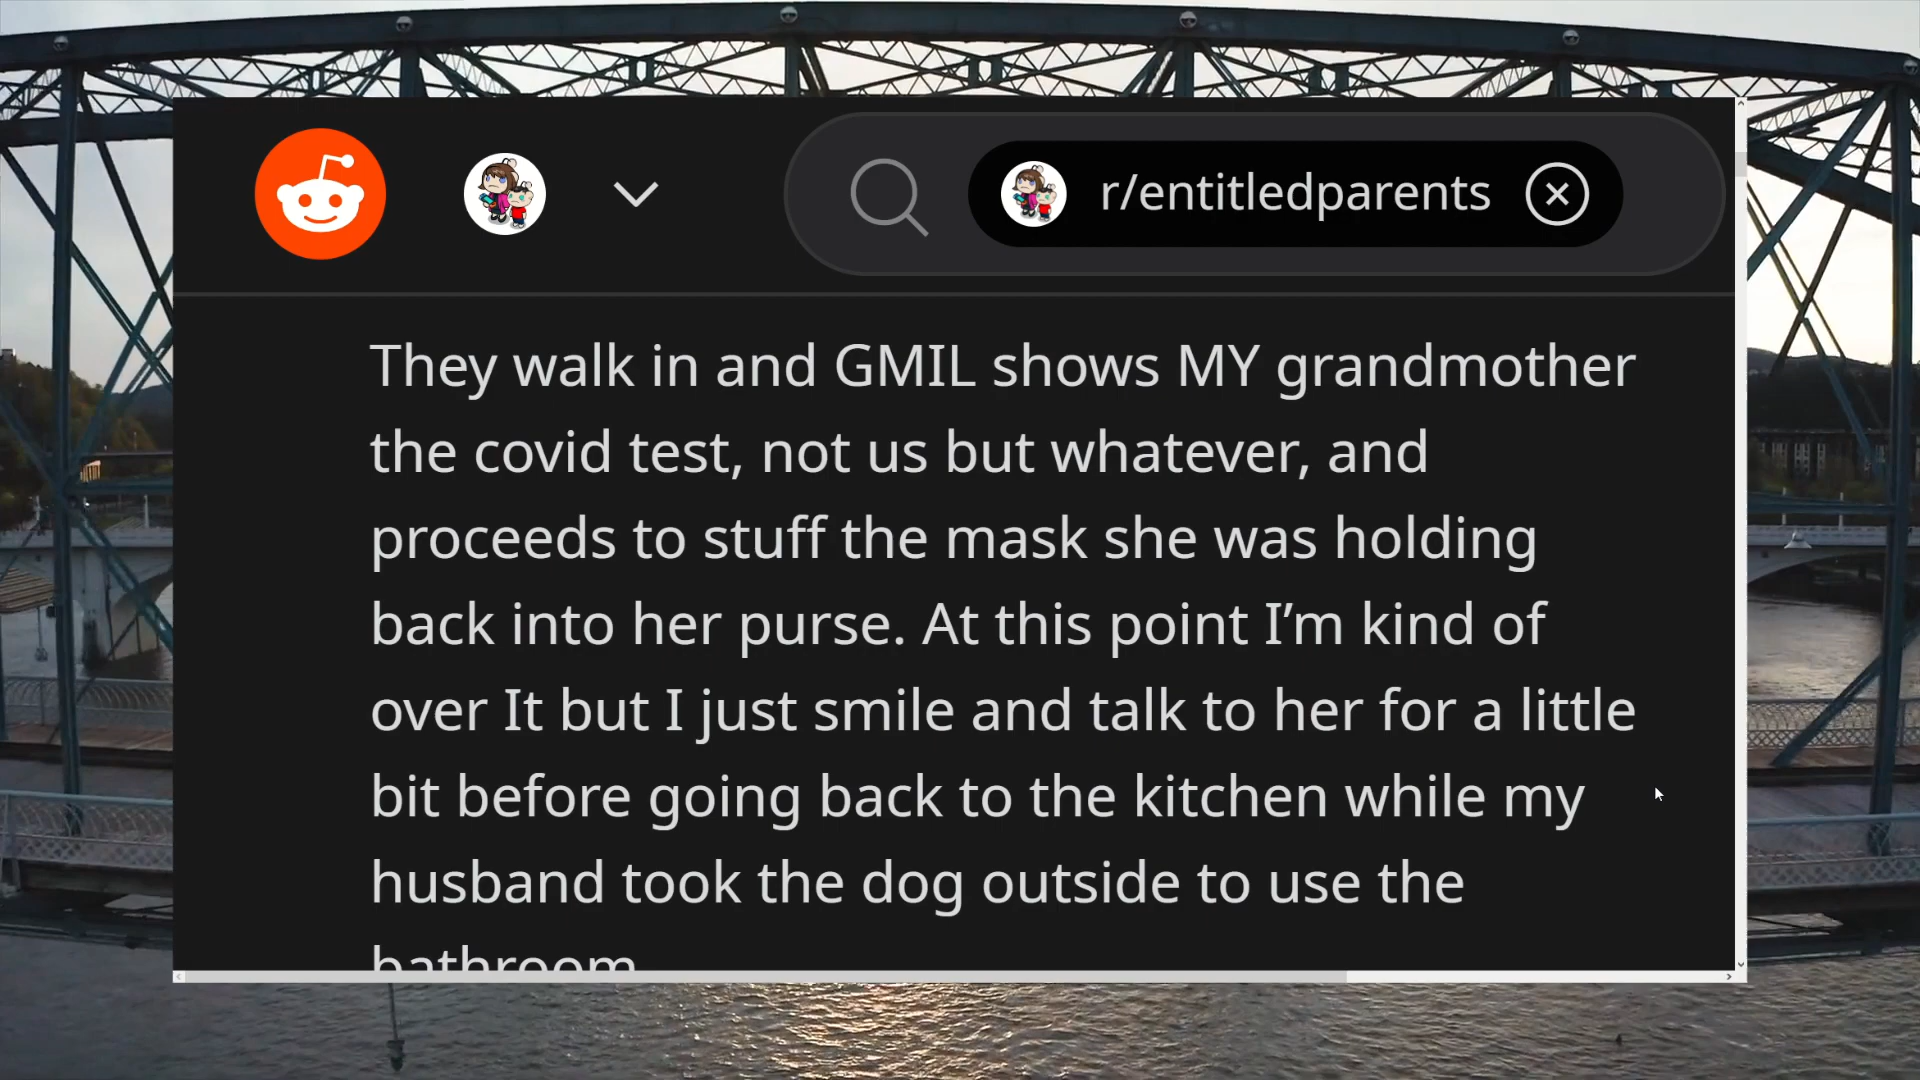 r/entitledparents
They walk in and GMIL shows MY grandmother
the covid test, not us but whatever, and
proceeds to stuff the mask she was holding
back into her purse. At this point I’m kind of
over It but I just smile and talk to her for a little
bit before going back to the kitchen while my
husband took the dog outside to use the
bathroom